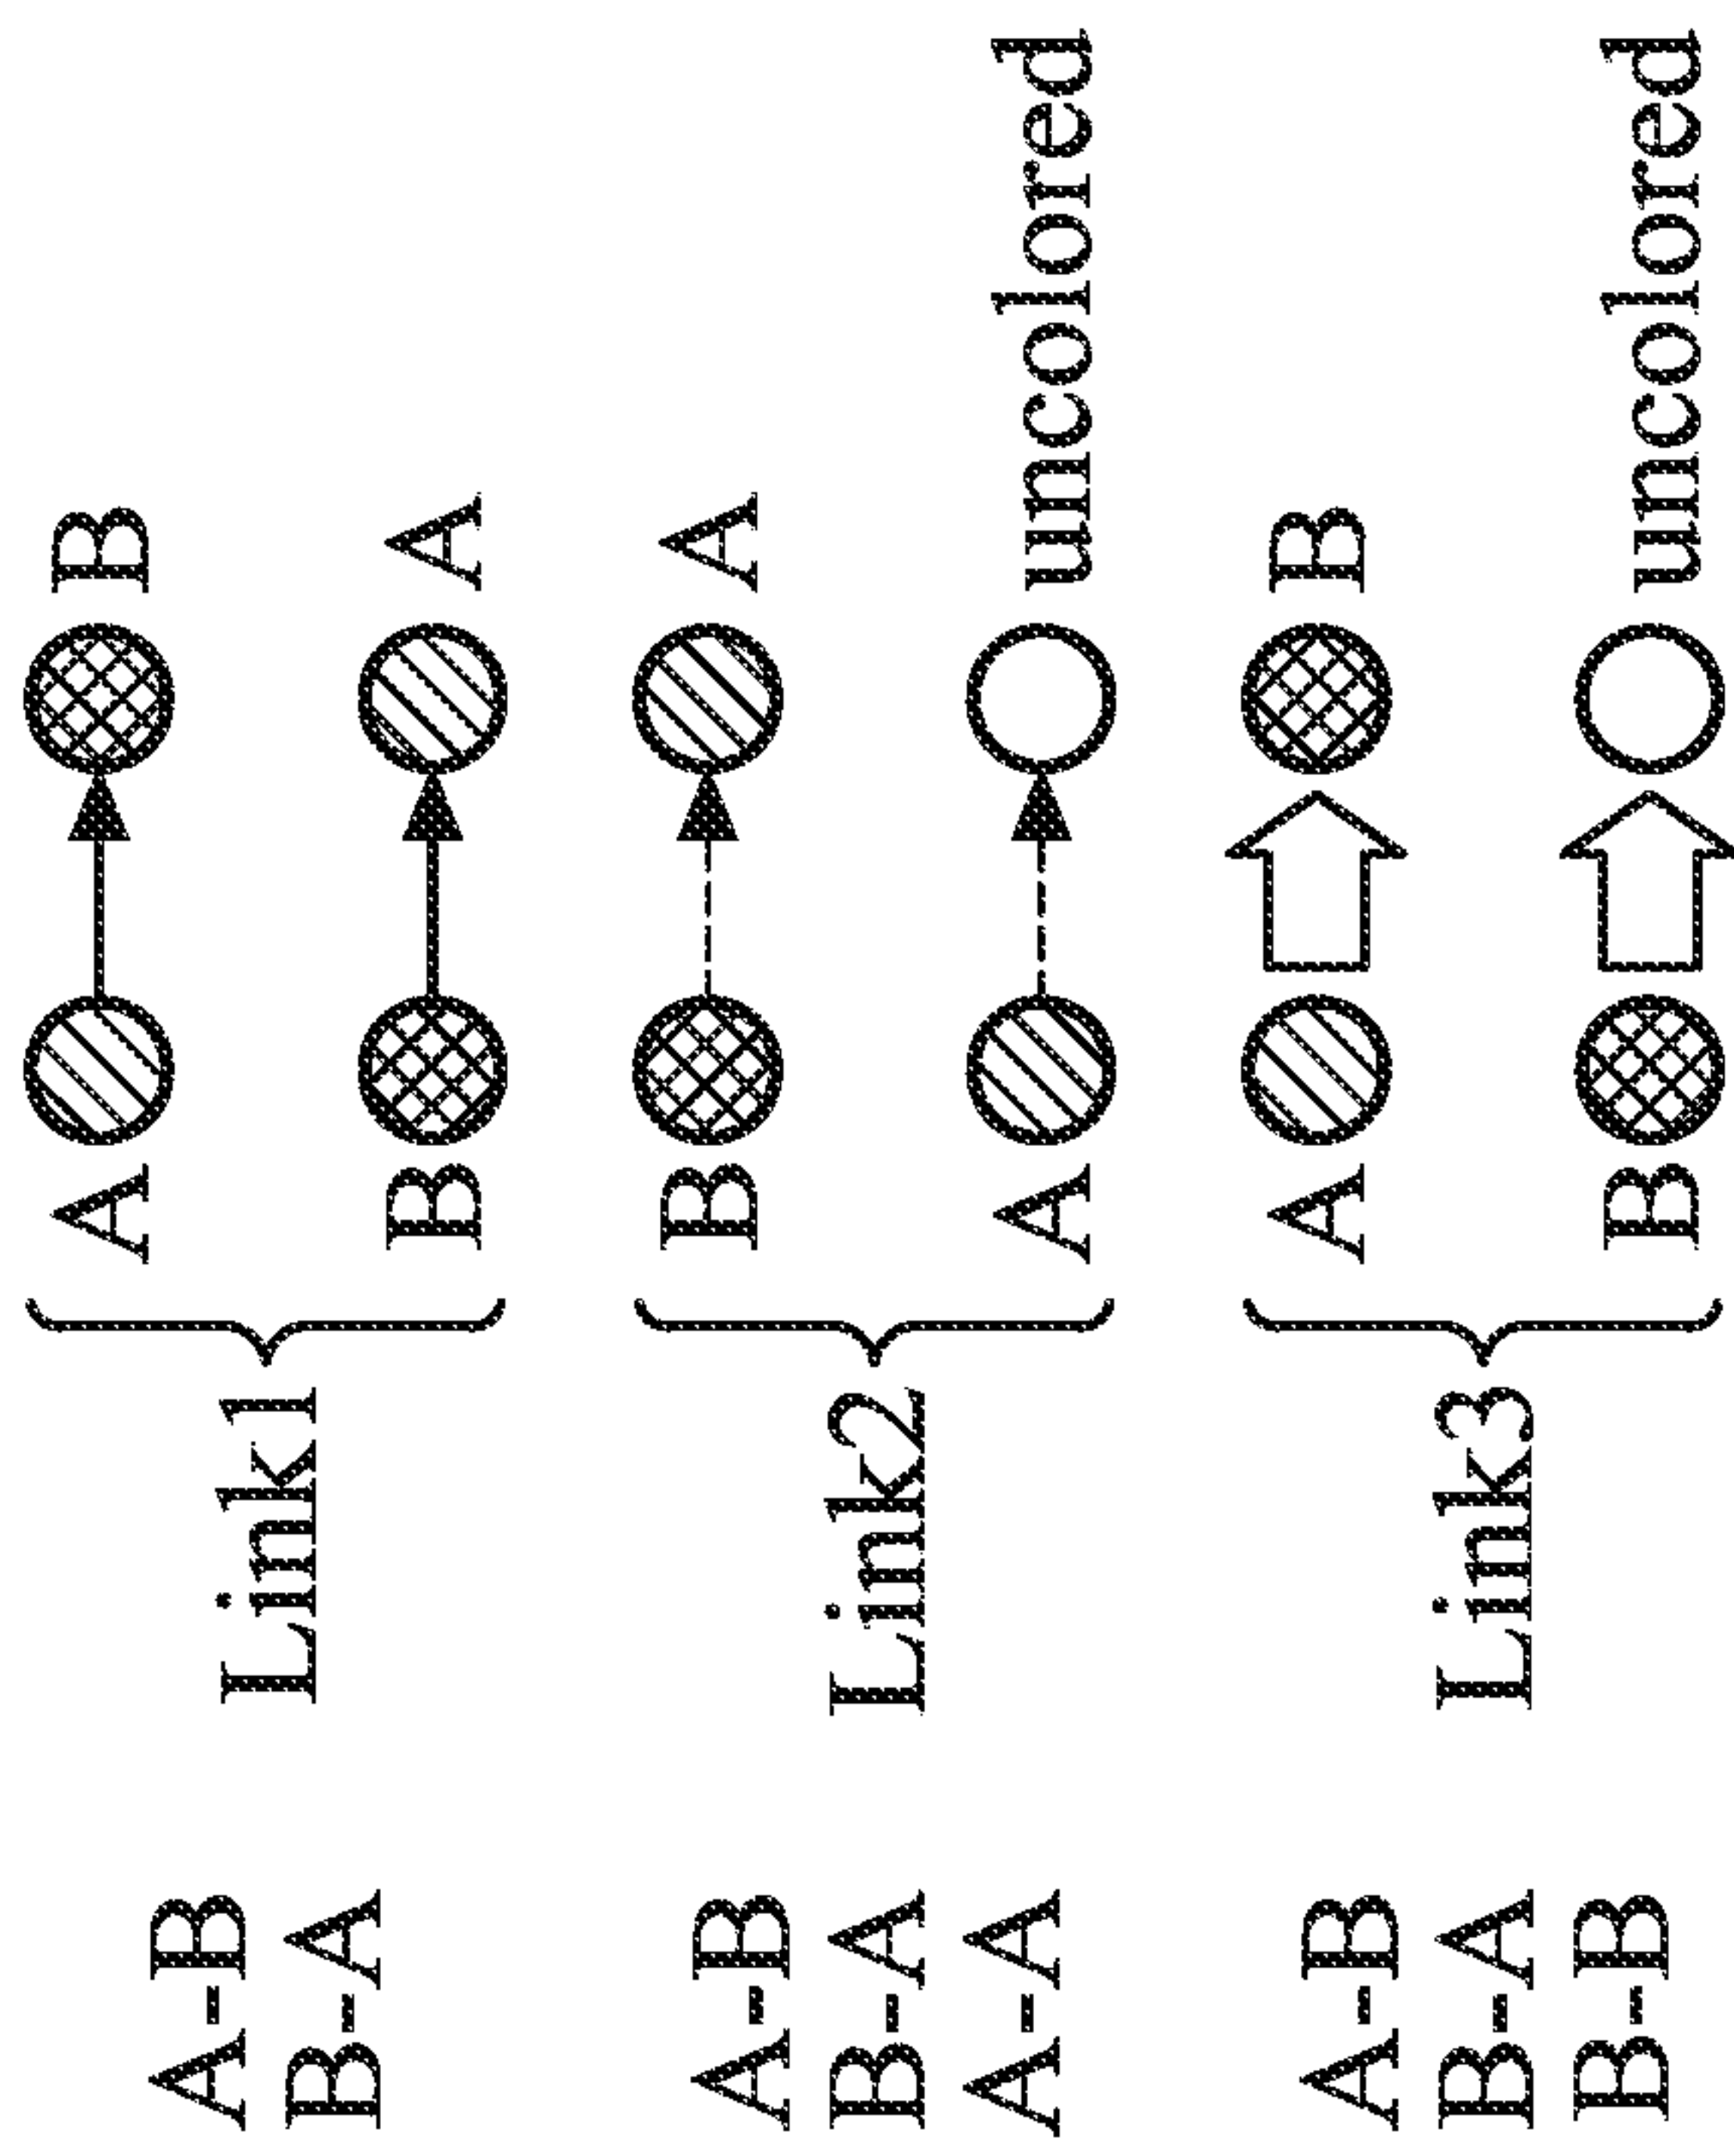 A-B
B-A
Link1
A B
B A
A-B
B-A
A-A
Link2
B A
A uncolored
A-B
B-A
B-B
Link3
A B
B uncolored